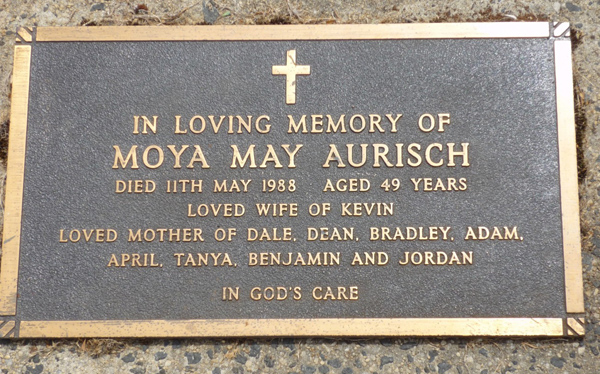 IN LOVING MEMORY OF
MOYA MAY AURISCH
DIED 11TH MAY 1988 AGED 49 YEARS
LOVED WIFE OF KEVIN
LOVED MOTHER OF DALE, DEAN, BRADLEY, ADAM,
APRIL, TANYA, BENJAMIN AND JORDAN
IN GOD'S CARE